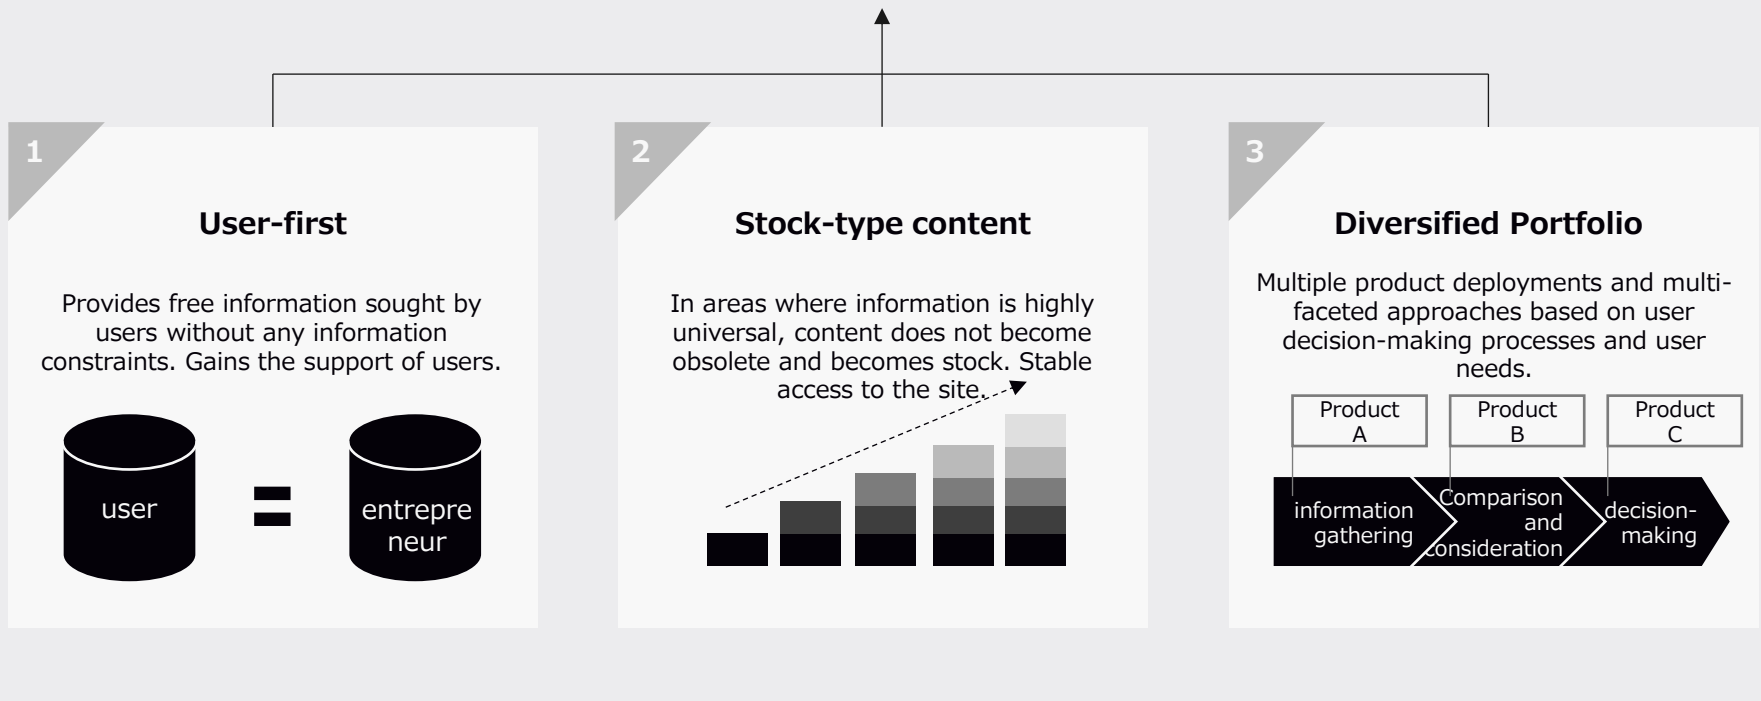 1
User-first
Provides free information sought by
users without any information
constraints. Gains the support of users.
user
=
entrepre
neur
2
Stock-type content
In areas where information is highly
universal, content does not become
obsolete and becomes stock. Stable
access to the site.
3
Diversified Portfolio
Multiple product deployments and multi-
faceted approaches based on user
decision-making processes and user
needs.
Product
A
Product
B
Product
C
information
gathering
Comparison
and
consideration
decision-
making